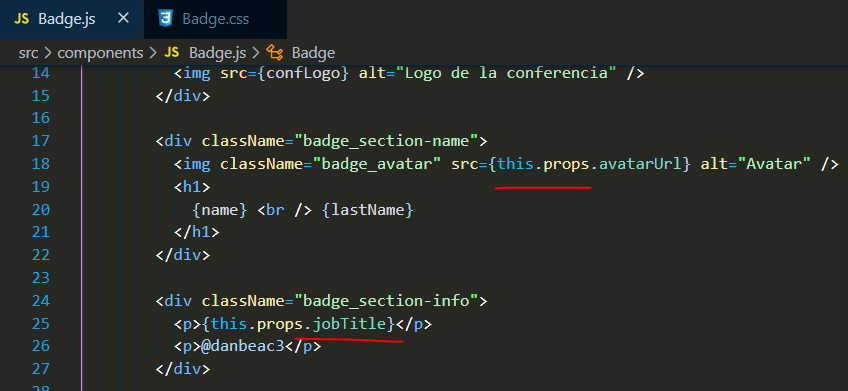 JS Badge.js × Badge.css
src > components > JS Badge.js > Badge
14 <img src={confLogo} alt="Logo de la conferencia" />
15 </div>
16
17 <div className="badge_section-name">
18 <img className="badge_avatar" src={this.props.avatarUrl} alt="Avatar" />
19 <h1>
20 {name} <br /> {lastName}
21 </h1>
22 </div>
23
24 <div className="badge_section-info">
25 <p>{this.props.jobTitle}</p>
26 <p>@danbeac3</p>
27 </div>
28